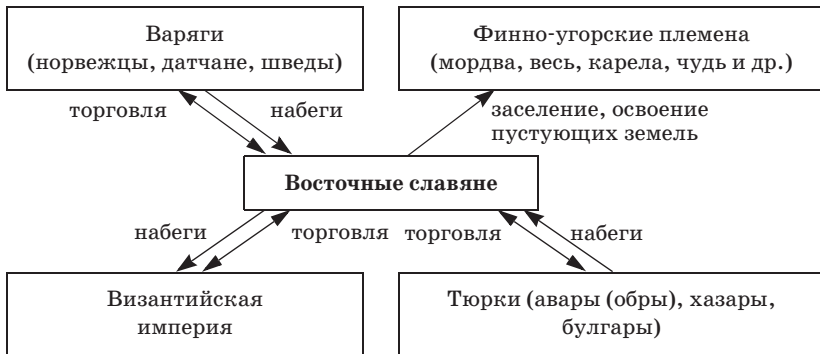 Варяги
(норвежцы, датчане, шведы)
Финно-угорские племена
(мордва, весь, карела, чудь и др.)
торговля
набеги
заселение, освоение
пустующих земель
Восточные славяне
набеги
торговля
торговля
набеги
Византийская
империя
Тюрки (авары (обры), хазары,
булгары)